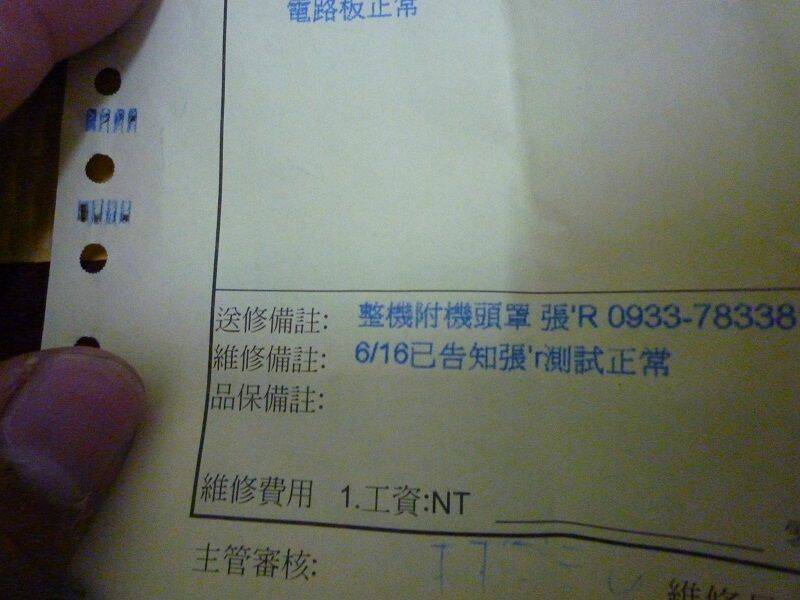 電路板正常
送修備註: 整機附機頭罩 張'R 0933-78338
維修備註: 6/16已告知張'r測試正常
品保備註:
維修費用 1.工資:NT
主管審核: